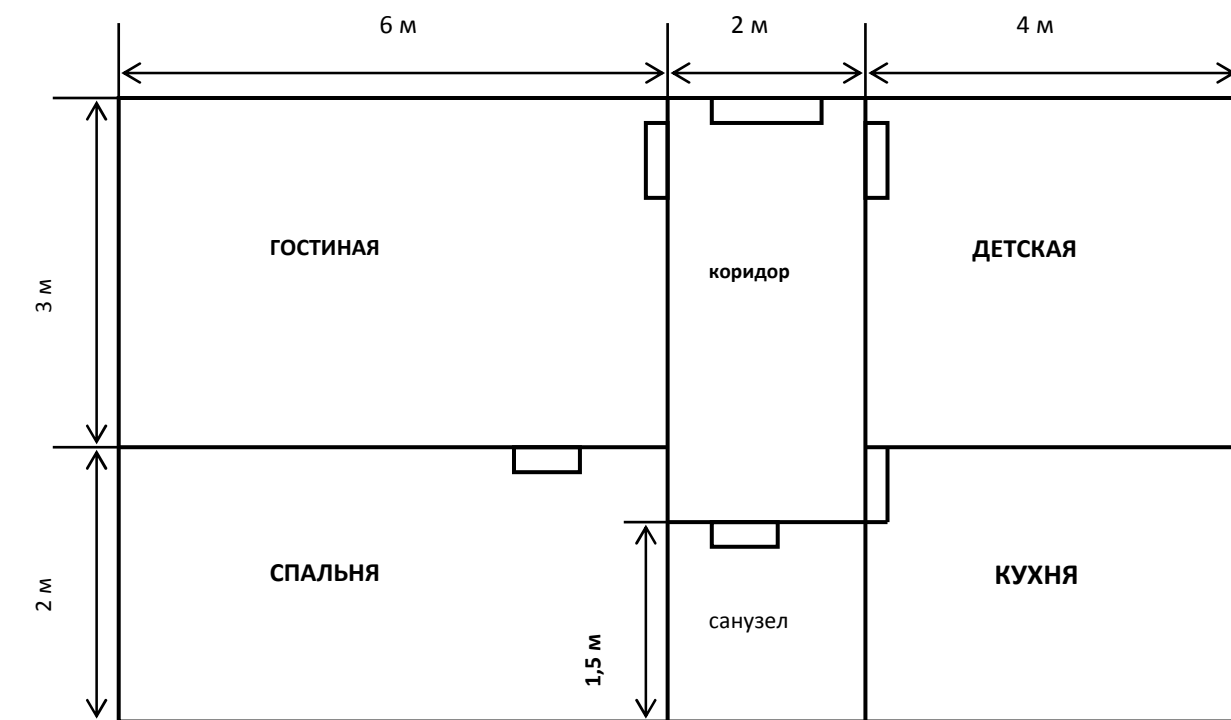 6 м
2 м
4 м
3 м
ГОСТИНАЯ
коридор
ДЕТСКАЯ
2 м
СПАЛЬНЯ
1,5 м
санузел
КУХНЯ